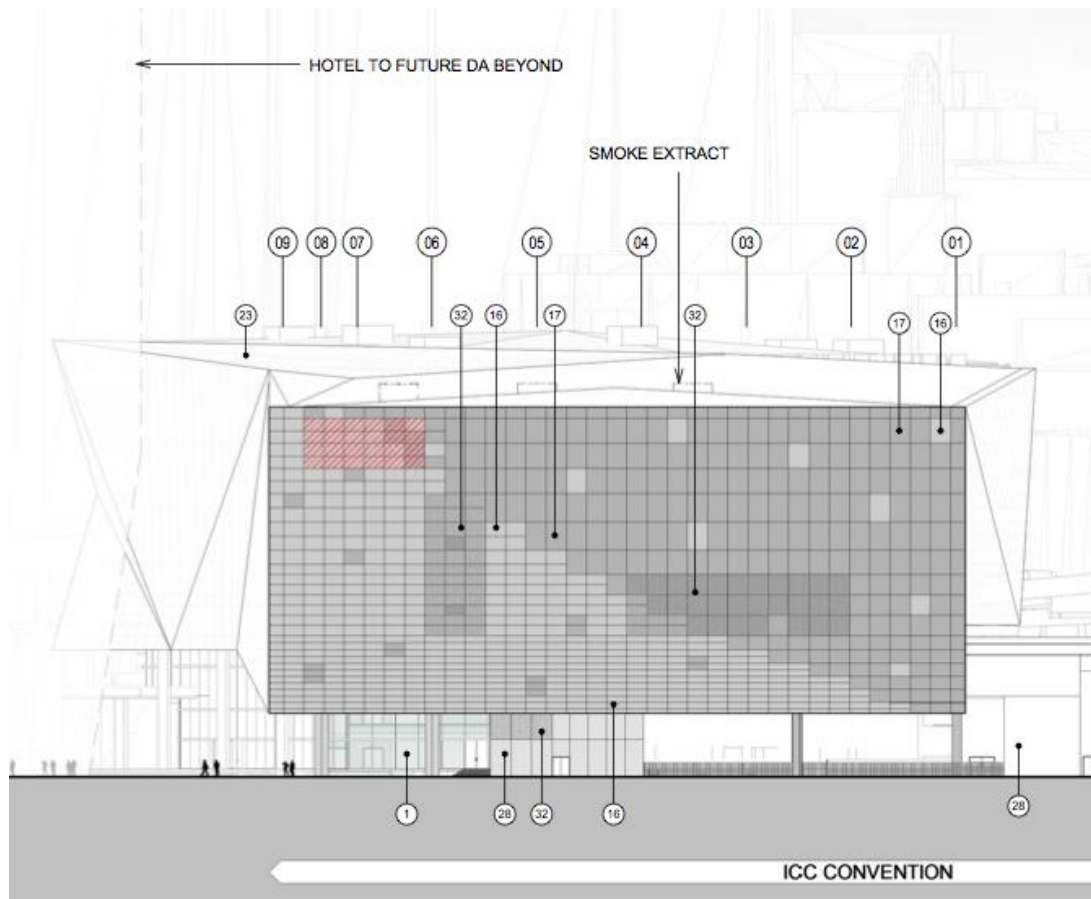 HOTEL TO FUTURE DA BEYOND
SMOKE EXTRACT
09 08 07 06 05 04 03 02 01
23 32 16 17 32 17 16
1 28 32 16 28
ICC CONVENTION